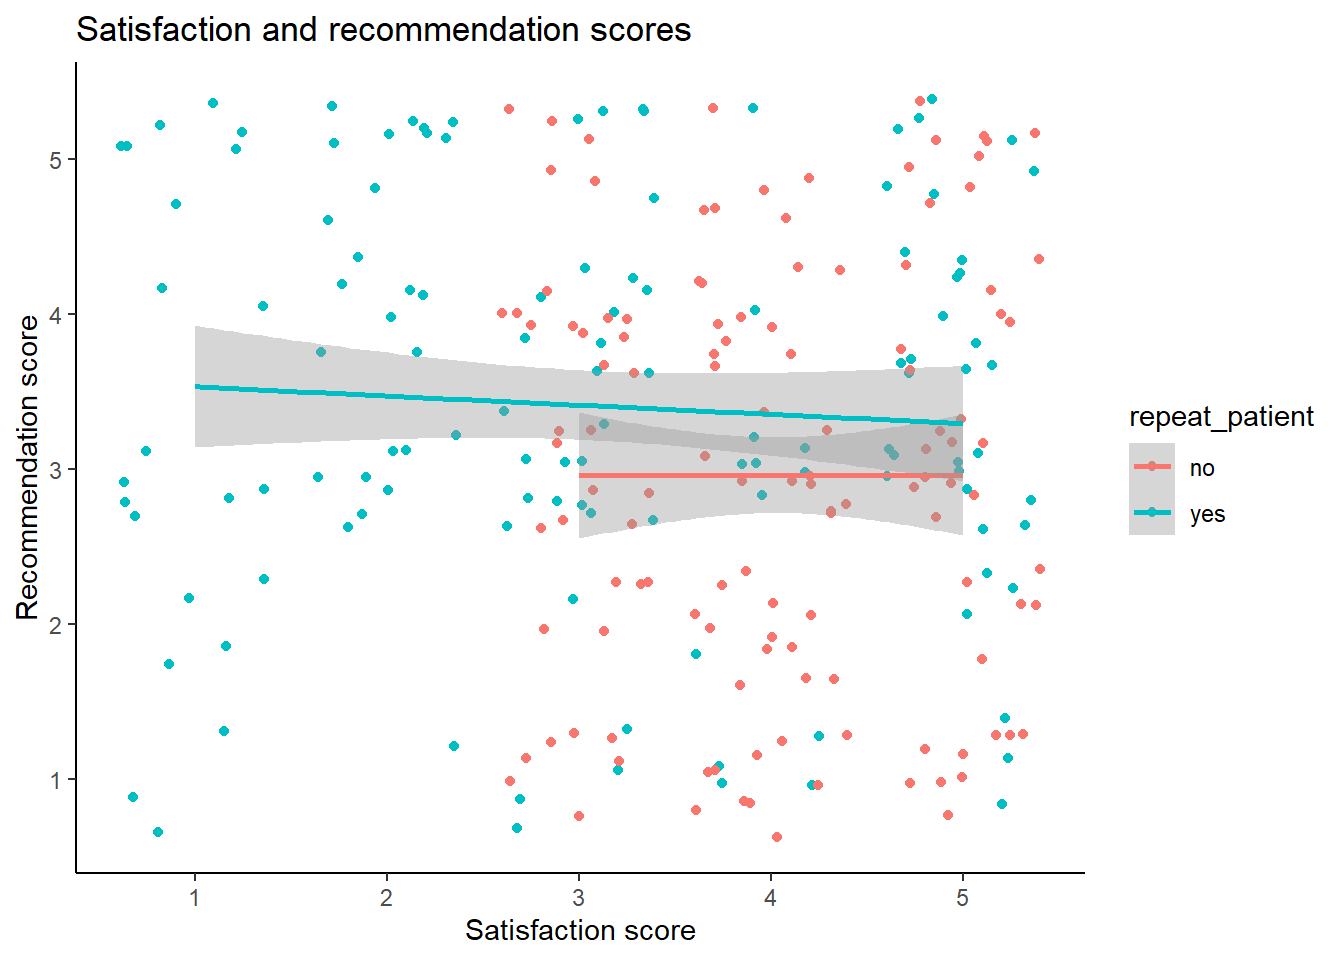 Satisfaction and recommendation scores
Recommendation score
5
4
3
2
1
1 2 3 4 5
Satisfaction score
repeat_patient
no
yes